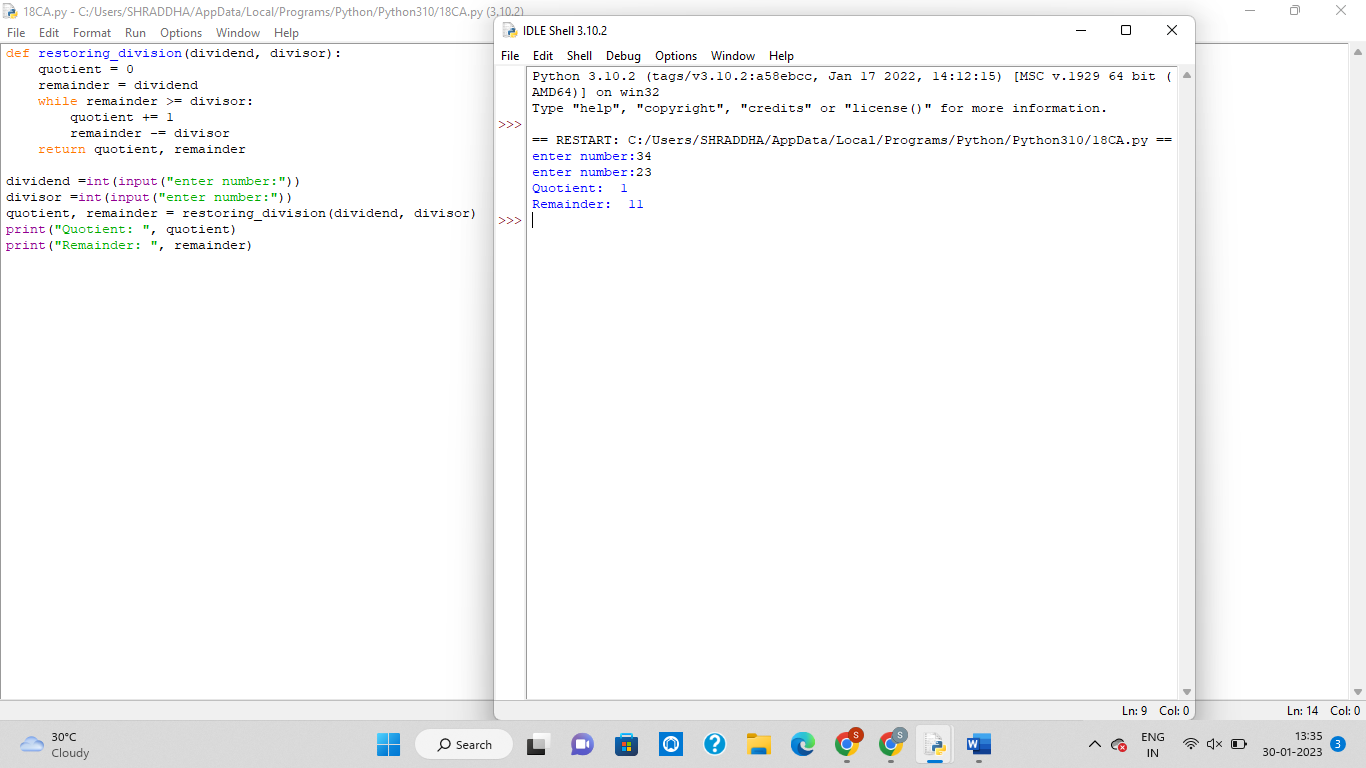 18CA.py - C:/Users/SHRADDHA/AppData/Local/Programs/Python/Python310/18CA.py (3.10.2)
File Edit Format Run Options Window Help
def restoring_division(dividend, divisor):
    quotient = 0
    remainder = dividend
    while remainder >= divisor:
        quotient += 1
        remainder -= divisor
    return quotient, remainder

dividend =int(input("enter number:"))
divisor =int(input("enter number:"))
quotient, remainder = restoring_division(dividend, divisor)
print("Quotient: ", quotient)
print("Remainder: ", remainder)
IDLE Shell 3.10.2
File Edit Shell Debug Options Window Help
Python 3.10.2 (tags/v3.10.2:a58ebcc, Jan 17 2022, 14:12:15) [MSC v.1929 64 bit (
AMD64)] on win32
Type "help", "copyright", "credits" or "license()" for more information.
>>>
== RESTART: C:/Users/SHRADDHA/AppData/Local/Programs/Python/Python310/18CA.py ==
enter number:34
enter number:23
Quotient:  1
Remainder:  11
>>>
Ln: 9 Col: 0
Ln: 14 Col: 0
30°C
Cloudy
Search
S
S
W
ENG
IN
13:35
30-01-2023
3